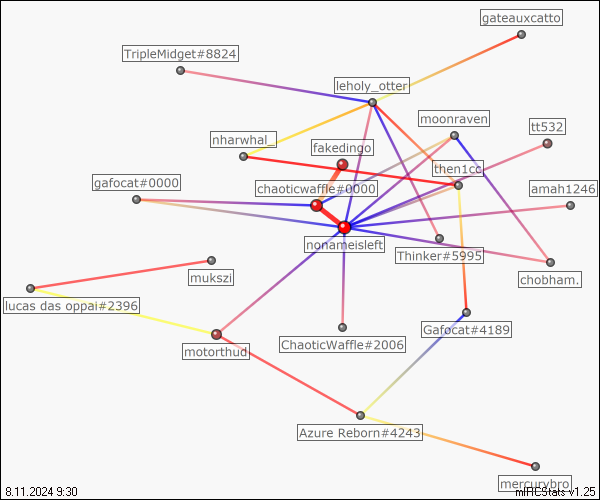 gateauxcatto
TripleMidget#8824
leholy_otter
moonraven
tt532
nharwhal_
fakedingo
then1cc
gafocat#0000
chaoticwaffle#0000
amah1246
nonameisleft
Thinker#5995
mukszi
chobham.
lucas das oppai#2396
Gafocat#4189
motorthud
ChaoticWaffle#2006
Azure Reborn#4243
mercurybro
8.11.2024 9:30
mIRCStats v1.25